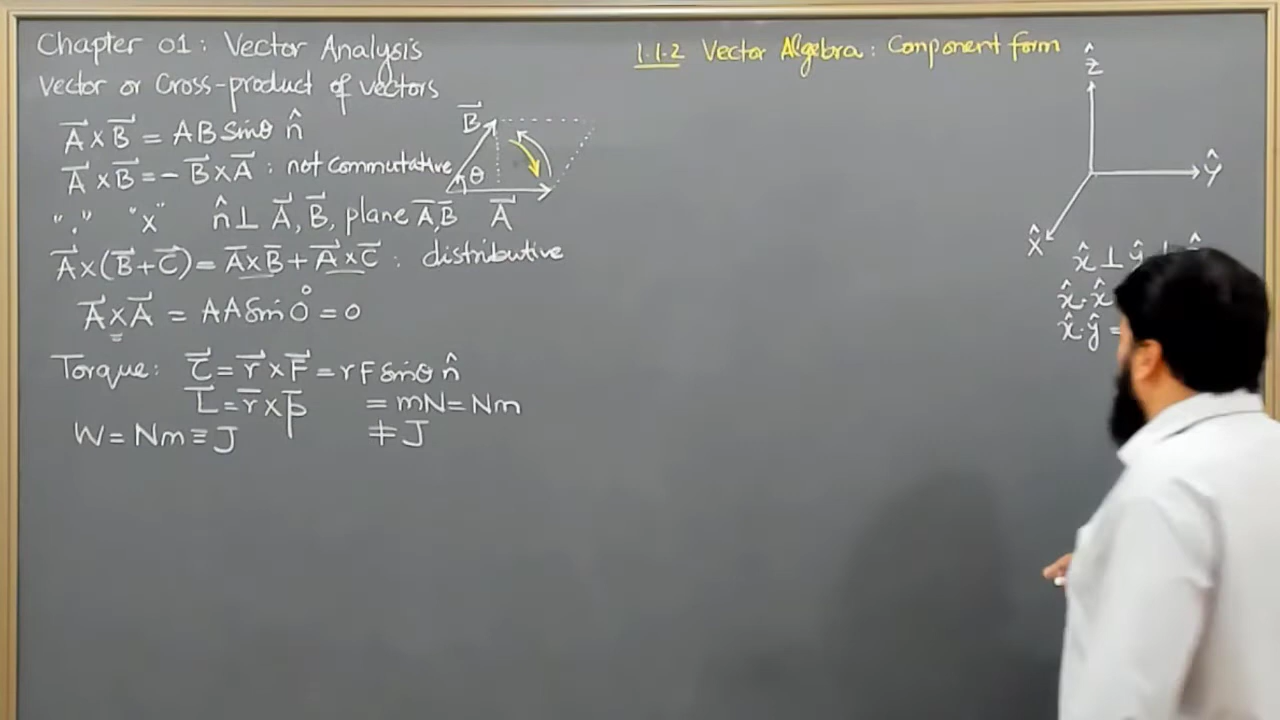 Chapter 01: Vector Analysis
Vector or Cross-product of vectors
A⃗ × B⃗ = AB sinθ n̂
A⃗ × B⃗ = - B⃗ × A⃗ : not commutative
"." "×" n̂ ⊥ A⃗, B⃗, plane A⃗,B⃗
A⃗ × (B⃗ + C⃗) = A⃗ × B⃗ + A⃗ × C⃗ : distributive
A⃗ × A⃗ = AA sin 0° = 0
Torque: τ⃗ = r⃗ × F⃗ = r F sinθ n̂
L⃗ = r⃗ × p⃗ = mN = Nm
W = Nm ≡ J ≠ J
B⃗
θ
A⃗
1.1.2 Vector Algebra: Component form
ẑ
ŷ
x̂
x̂ ⊥ ŷ
x̂ . x̂
x̂ . ŷ =